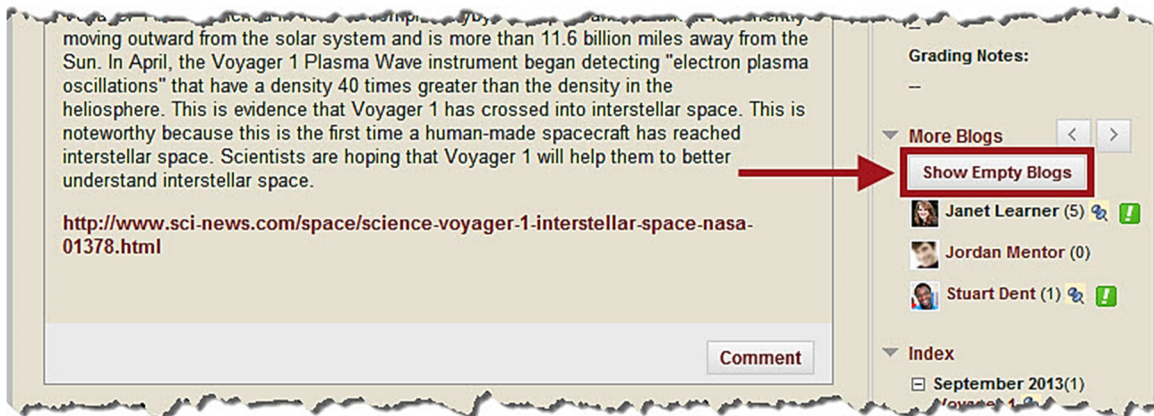 moving outward from the solar system and is more than 11.6 billion miles away from the
Sun. In April, the Voyager 1 Plasma Wave instrument began detecting "electron plasma
oscillations" that have a density 40 times greater than the density in the
heliosphere. This is evidence that Voyager 1 has crossed into interstellar space. This is
noteworthy because this is the first time a human-made spacecraft has reached
interstellar space. Scientists are hoping that Voyager 1 will help them to better
understand interstellar space.
http://www.sci-news.com/space/science-voyager-1-interstellar-space-nasa-
01378.html
Comment
--
Grading Notes:
--
More Blogs < >
Show Empty Blogs
Janet Learner (5)
Jordan Mentor (0)
Stuart Dent (1)
Index
September 2013(1)
Voyager 1